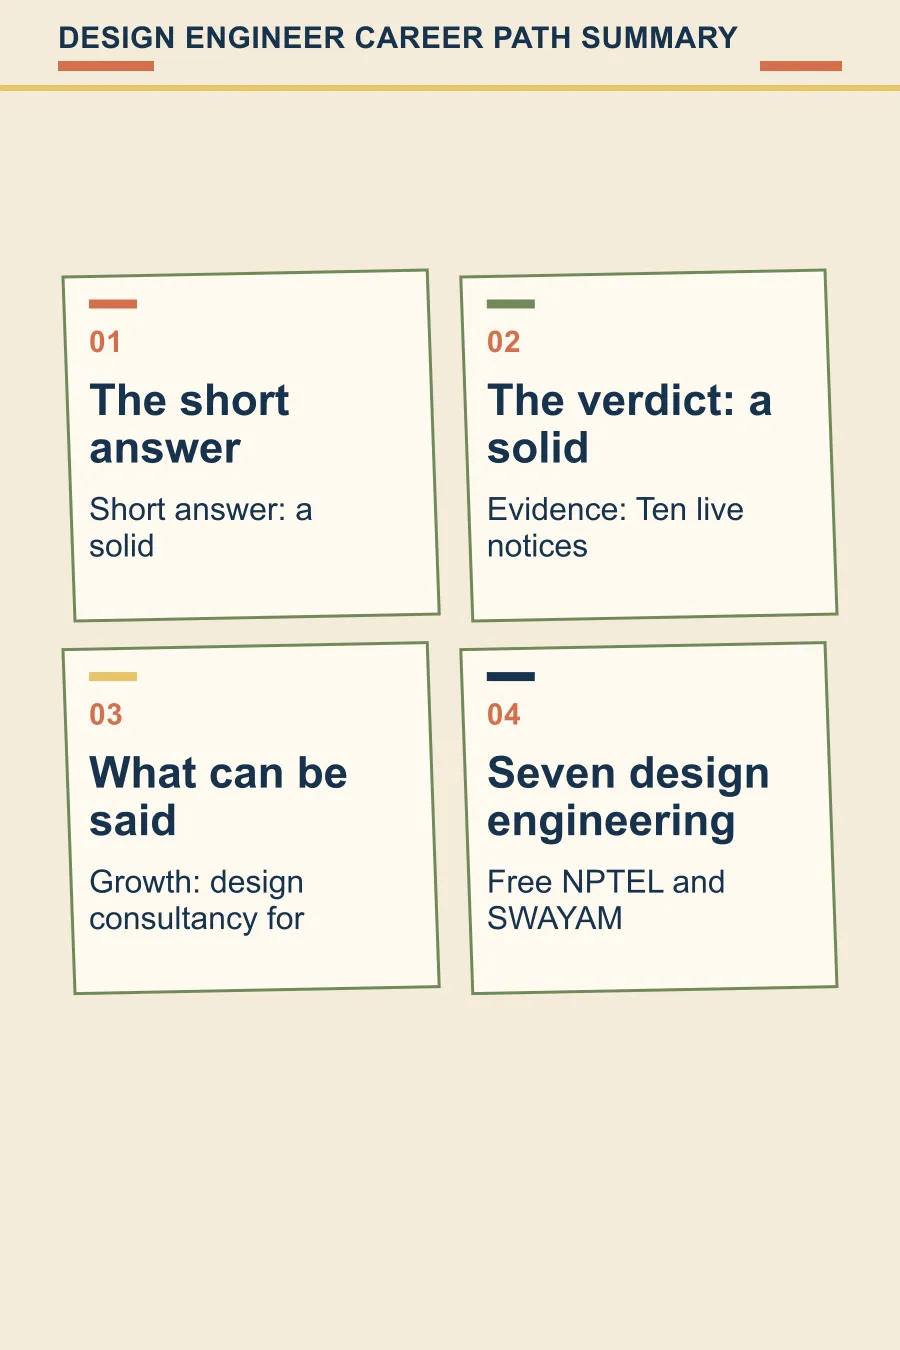 DESIGN ENGINEER CAREER PATH SUMMARY
01
The short
answer
Short answer: a
solid
02
The verdict: a
solid
Evidence: Ten live
notices
03
What can be
said
Growth: design
consultancy for
04
Seven design
engineering
Free NPTEL and
SWAYAM